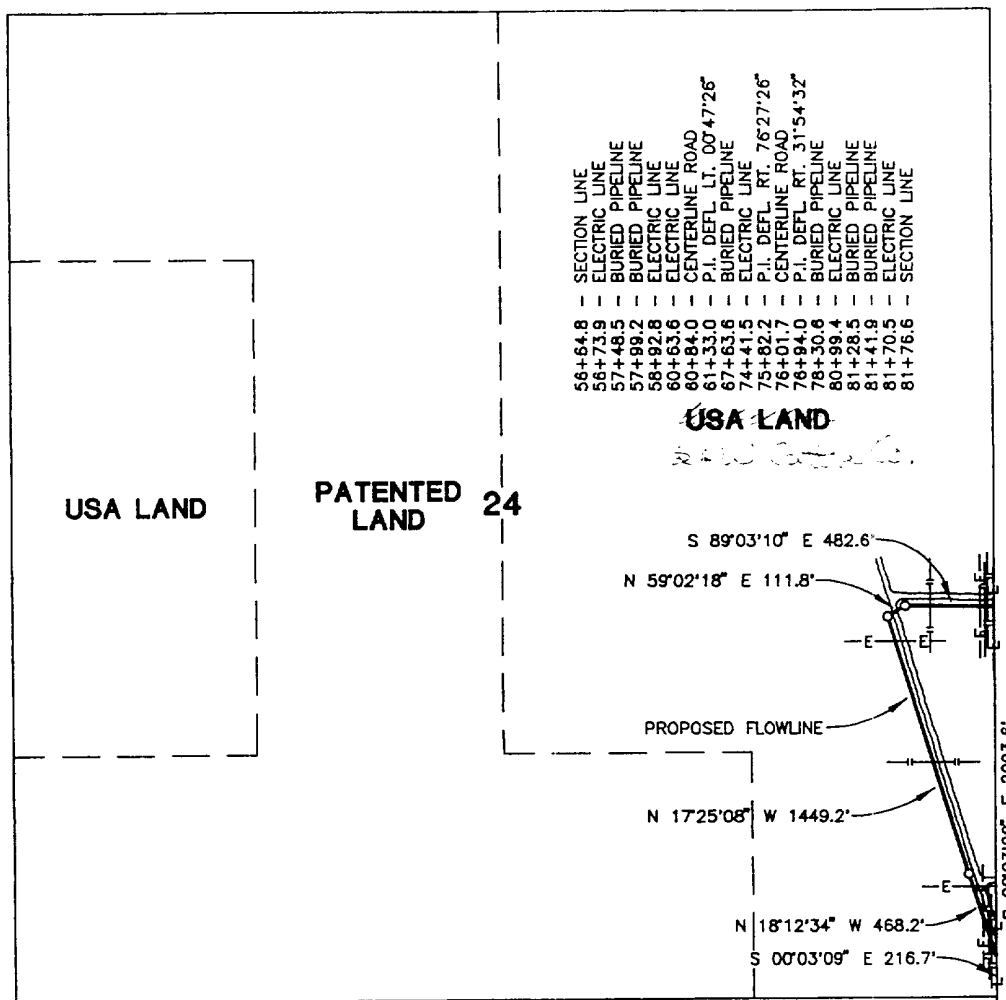 56+64.8 - SECTION LINE
56+73.9 - ELECTRIC LINE
57+48.5 - BURIED PIPELINE
57+99.2 - BURIED PIPELINE
58+92.8 - ELECTRIC LINE
60+63.6 - ELECTRIC LINE
60+84.0 - CENTERLINE ROAD
61+33.0 - P.I. DEFL. LT. 00°47'26"
67+63.6 - BURIED PIPELINE
74+41.5 - ELECTRIC LINE
75+82.2 - P.I. DEFL. RT. 76°27'26"
76+01.7 - CENTERLINE ROAD
76+94.0 - P.I. DEFL. RT. 31°54'32"
78+30.6 - BURIED PIPELINE
80+99.4 - ELECTRIC LINE
81+28.5 - BURIED PIPELINE
81+41.9 - BURIED PIPELINE
81+70.5 - ELECTRIC LINE
81+76.6 - SECTION LINE
USA LAND
USA LAND
PATENTED
LAND
24
S 89°03'10" E 482.6'
N 59°02'18" E 111.8'
E E
PROPOSED FLOWLINE
N 17°25'08" W 1449.2'
E
N 18°12'34" W 468.2'
S 00°03'09" E 216.7'